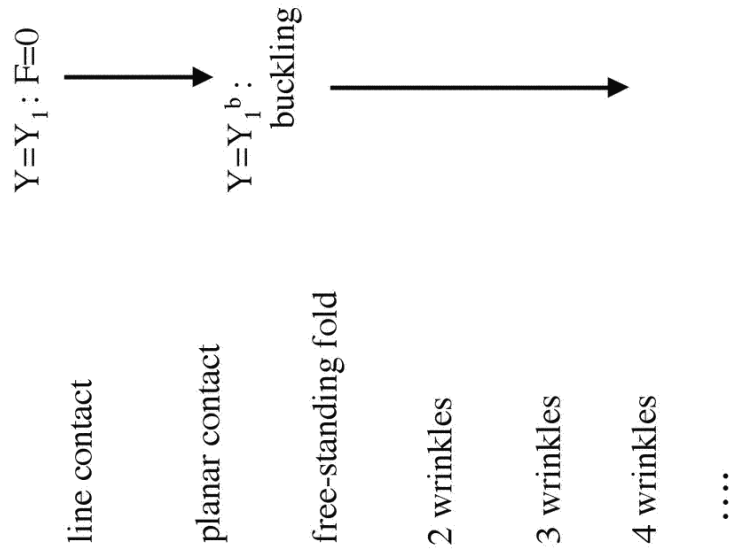 Y=Y₁: F=0
line contact
planar contact
Y=Y₁ᵇ:
buckling
free-standing fold
2 wrinkles
3 wrinkles
4 wrinkles
....